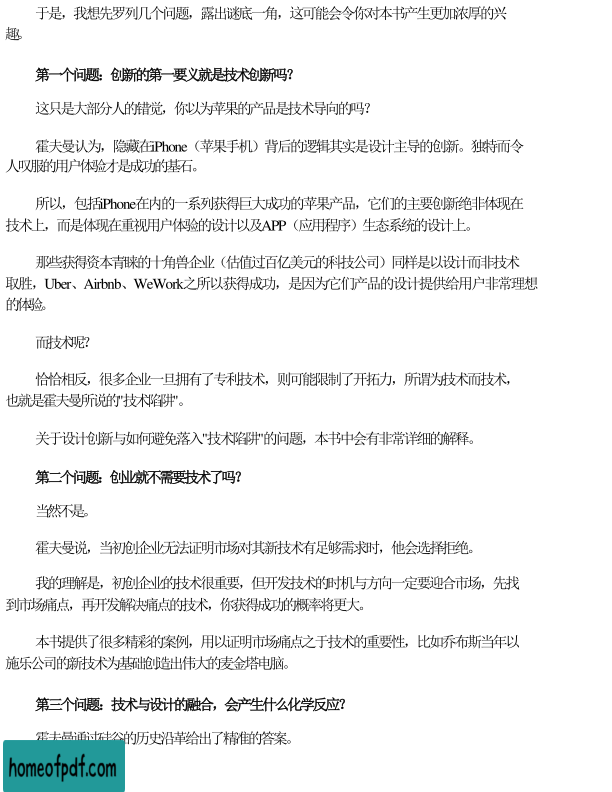 于是，我想先罗列几个问题，露出谜底一角，这可能会令你对本书产生更加浓厚的兴
趣。
第一个问题：创新的第一要义就是技术创新吗？
这只是大部分人的错觉，你以为苹果的产品是技术导向的吗？
霍夫曼认为，隐藏在iPhone（苹果手机）背后的逻辑其实是设计主导的创新。独特而令
人叹服的用户体验才是成功的基石。
所以，包括iPhone在内的一系列获得巨大成功的苹果产品，它们的主要创新绝非体现在
技术上，而是体现在重视用户体验的设计以及APP（应用程序）生态系统的设计上。
那些获得资本青睐的十角兽企业（估值过百亿美元的科技公司）同样是以设计而非技术
取胜，Uber、Airbnb、WeWork之所以获得成功，是因为它们产品的设计提供给用户非常理想
的体验。
而技术呢？
恰恰相反，很多企业一旦拥有了专利技术，则可能限制了开拓力，所谓为技术而技术，
也就是霍夫曼所说的"技术陷阱"。
关于设计创新与如何避免落入"技术陷阱"的问题，本书中会有非常详细的解释。
第二个问题：创业就不需要技术了吗？
当然不是。
霍夫曼说，当初创企业无法证明市场对其新技术有足够需求时，他会选择拒绝。
我的理解是，初创企业的技术很重要，但开发技术的时机与方向一定要迎合市场，先找
到市场痛点，再开发解决痛点的技术，你获得成功的概率将更大。
本书提供了很多精彩的案例，用以证明市场痛点之于技术的重要性，比如乔布斯当年以
施乐公司的新技术为基础创造出伟大的麦金塔电脑。
第三个问题：技术与设计的融合，会产生什么化学反应？
霍夫曼通过硅谷的历史沿革给出了精准的答案。
homeofpdf.com